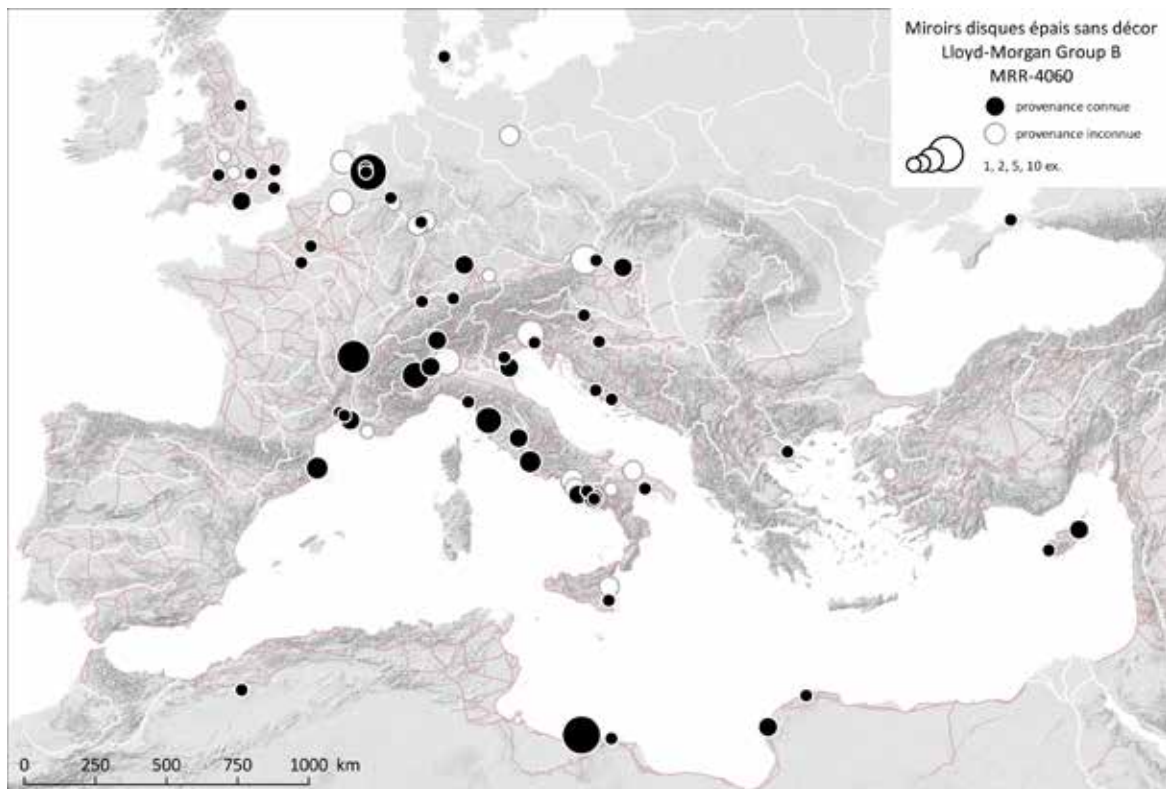 Miroirs disques épais sans décor
Lloyd-Morgan Group B
MRR-4060
provenance connue
provenance inconnue
1, 2, 5, 10 ex.
0 250 500 750 1000 km